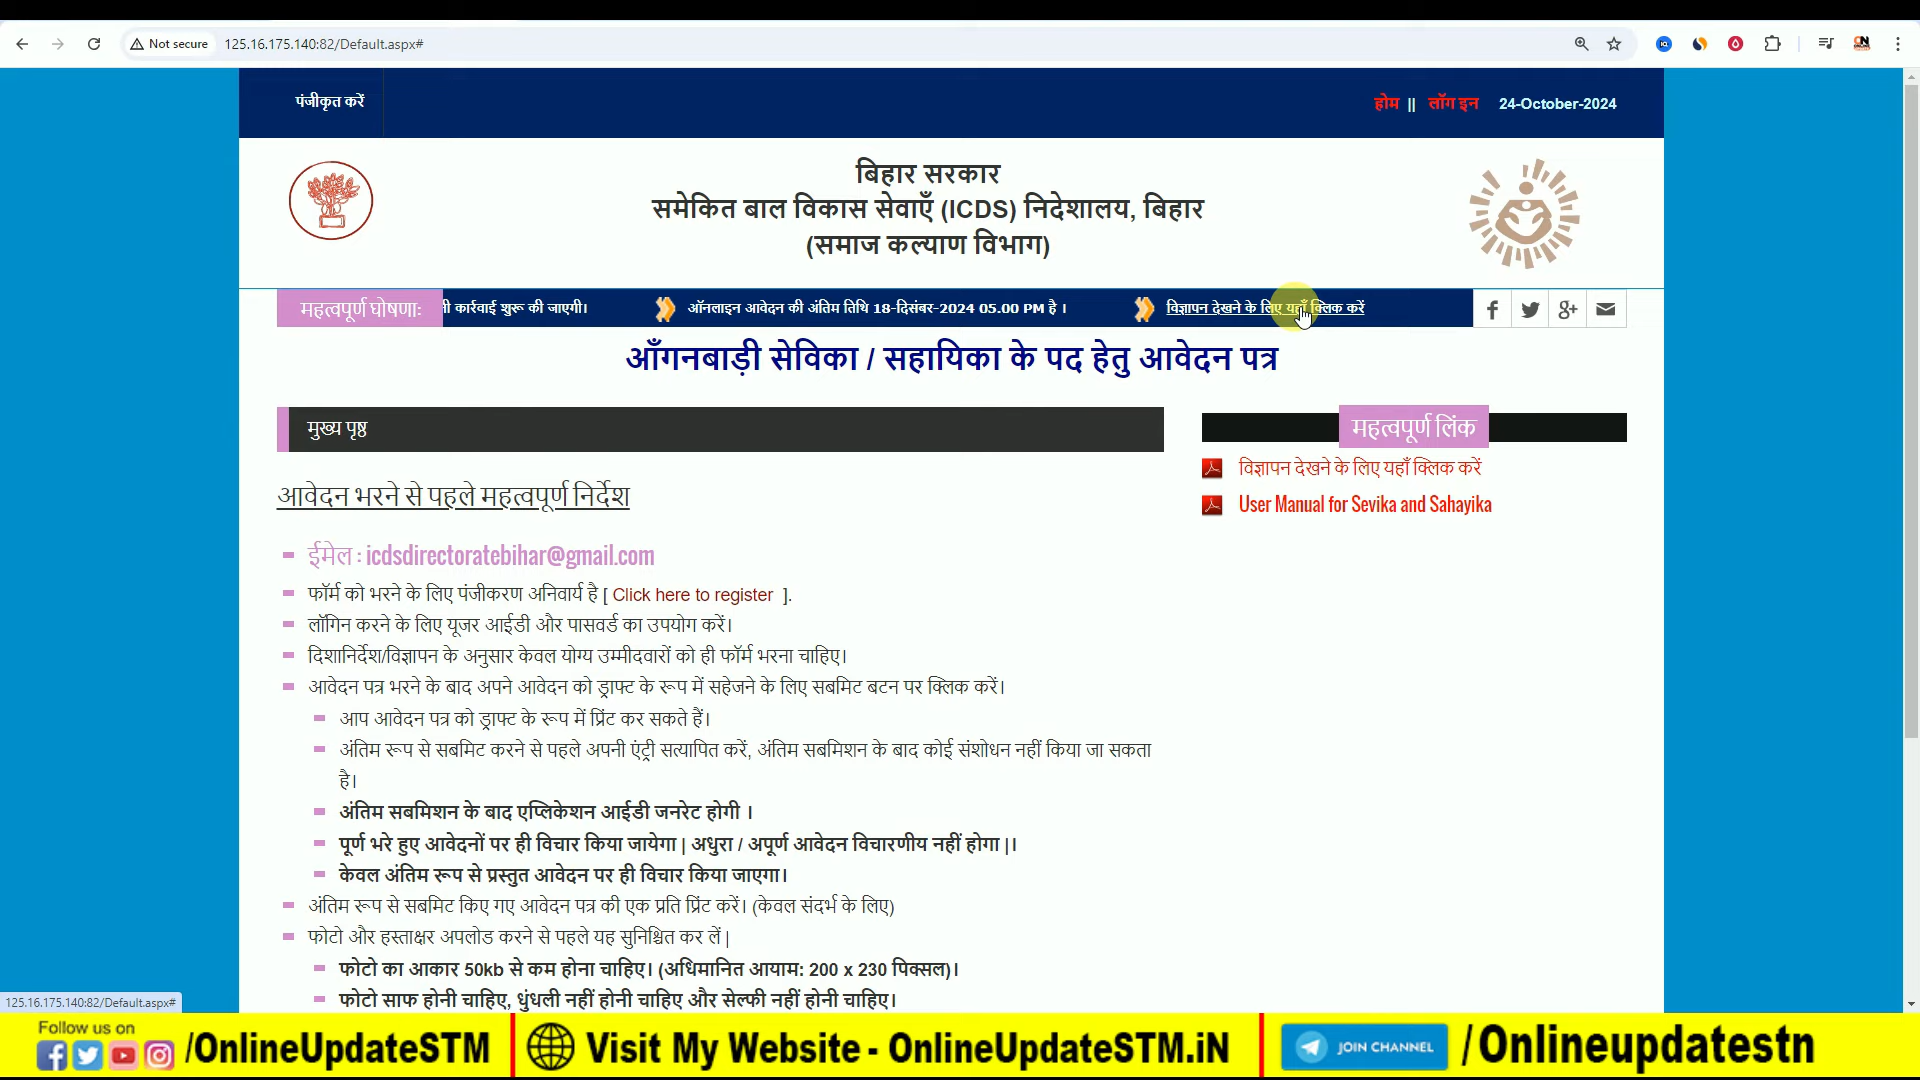 Not secure
125.16.175.140:82/Default.aspx#
पंजीकृत करें
होम || लॉग इन 24-October-2024
बिहार सरकार
समेकित बाल विकास सेवाएँ (ICDS) निदेशालय, बिहार
(समाज कल्याण विभाग)
महत्वपूर्ण घोषणा:
ी कार्रवाई शुरू की जाएगी।
ऑनलाइन आवेदन की अंतिम तिथि 18-दिसंबर-2024 05.00 PM है ।
विज्ञापन देखने के लिए यहाँ क्लिक करें
आँगनबाड़ी सेविका / सहायिका के पद हेतु आवेदन पत्र
मुख्य पृष्ठ
महत्वपूर्ण लिंक
विज्ञापन देखने के लिए यहाँ क्लिक करें
User Manual for Sevika and Sahayika
आवेदन भरने से पहले महत्वपूर्ण निर्देश
ईमेल : icdsdirectoratebihar@gmail.com
फॉर्म को भरने के लिए पंजीकरण अनिवार्य है [ Click here to register ].
लॉगिन करने के लिए यूजर आईडी और पासवर्ड का उपयोग करें।
दिशानिर्देश/विज्ञापन के अनुसार केवल योग्य उम्मीदवारों को ही फॉर्म भरना चाहिए।
आवेदन पत्र भरने के बाद अपने आवेदन को ड्राफ्ट के रूप में सहेजने के लिए सबमिट बटन पर क्लिक करें।
आप आवेदन पत्र को ड्राफ्ट के रूप में प्रिंट कर सकते हैं।
अंतिम रूप से सबमिट करने से पहले अपनी एंट्री सत्यापित करें, अंतिम सबमिशन के बाद कोई संशोधन नहीं किया जा सकता
है।
अंतिम सबमिशन के बाद एप्लिकेशन आईडी जनरेट होगी ।
पूर्ण भरे हुए आवेदनों पर ही विचार किया जायेगा | अधुरा / अपूर्ण आवेदन विचारणीय नहीं होगा |।
केवल अंतिम रूप से प्रस्तुत आवेदन पर ही विचार किया जाएगा।
अंतिम रूप से सबमिट किए गए आवेदन पत्र की एक प्रति प्रिंट करें। (केवल संदर्भ के लिए)
फोटो और हस्ताक्षर अपलोड करने से पहले यह सुनिश्चित कर लें |
फोटो का आकार 50kb से कम होना चाहिए। (अधिमानित आयाम: 200 x 230 पिक्सल)।
फोटो साफ होनी चाहिए, धुंधली नहीं होनी चाहिए और सेल्फी नहीं होनी चाहिए।
125.16.175.140:82/Default.aspx#
Follow us on
/OnlineUpdateSTM
Visit My Website - OnlineUpdateSTM.iN
JOIN CHANNEL
/Onlineupdatestn